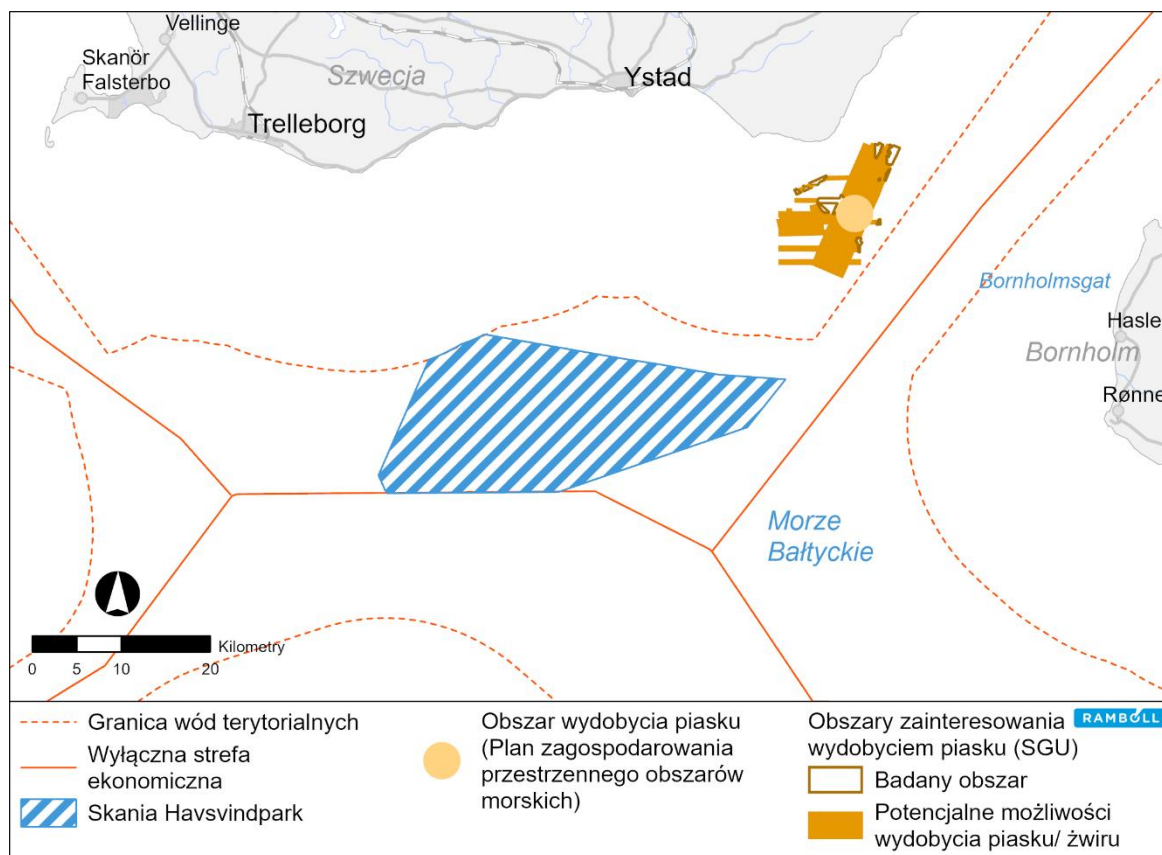 Vellinge
Skanör
Falsterbo
Szwecja
Ystad
Trelleborg
Bornholmsgat
Hasle
Bornholm
Rønne
Morze
Bałtyckie
Kilometry
0 5 10 20
Granica wód terytorialnych
Wyłączna strefa
ekonomiczna
Skania Havsvindpark
Obszar wydobycia piasku
(Plan zagospodarowania
przestrzennego obszarów
morskich)
Obszary zainteresowania
wydobyciem piasku (SGU)
RAMBOLL
Badany obszar
Potencjalne możliwości
wydobycia piasku/ żwiru